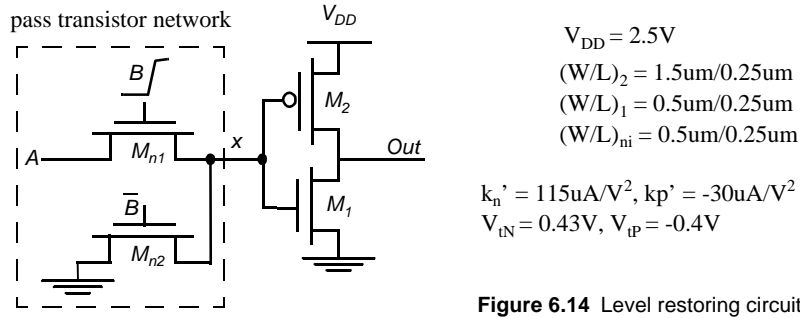 pass transistor network
V_DD
B
M_2
A
M_n1
x
Out
B̅
M_1
M_n2
V_DD = 2.5V
(W/L)_2 = 1.5um/0.25um
(W/L)_1 = 0.5um/0.25um
(W/L)_ni = 0.5um/0.25um
k_n' = 115uA/V^2, kp' = -30uA/V^2
V_tN = 0.43V, V_tP = -0.4V
Figure 6.14 Level restoring circuit